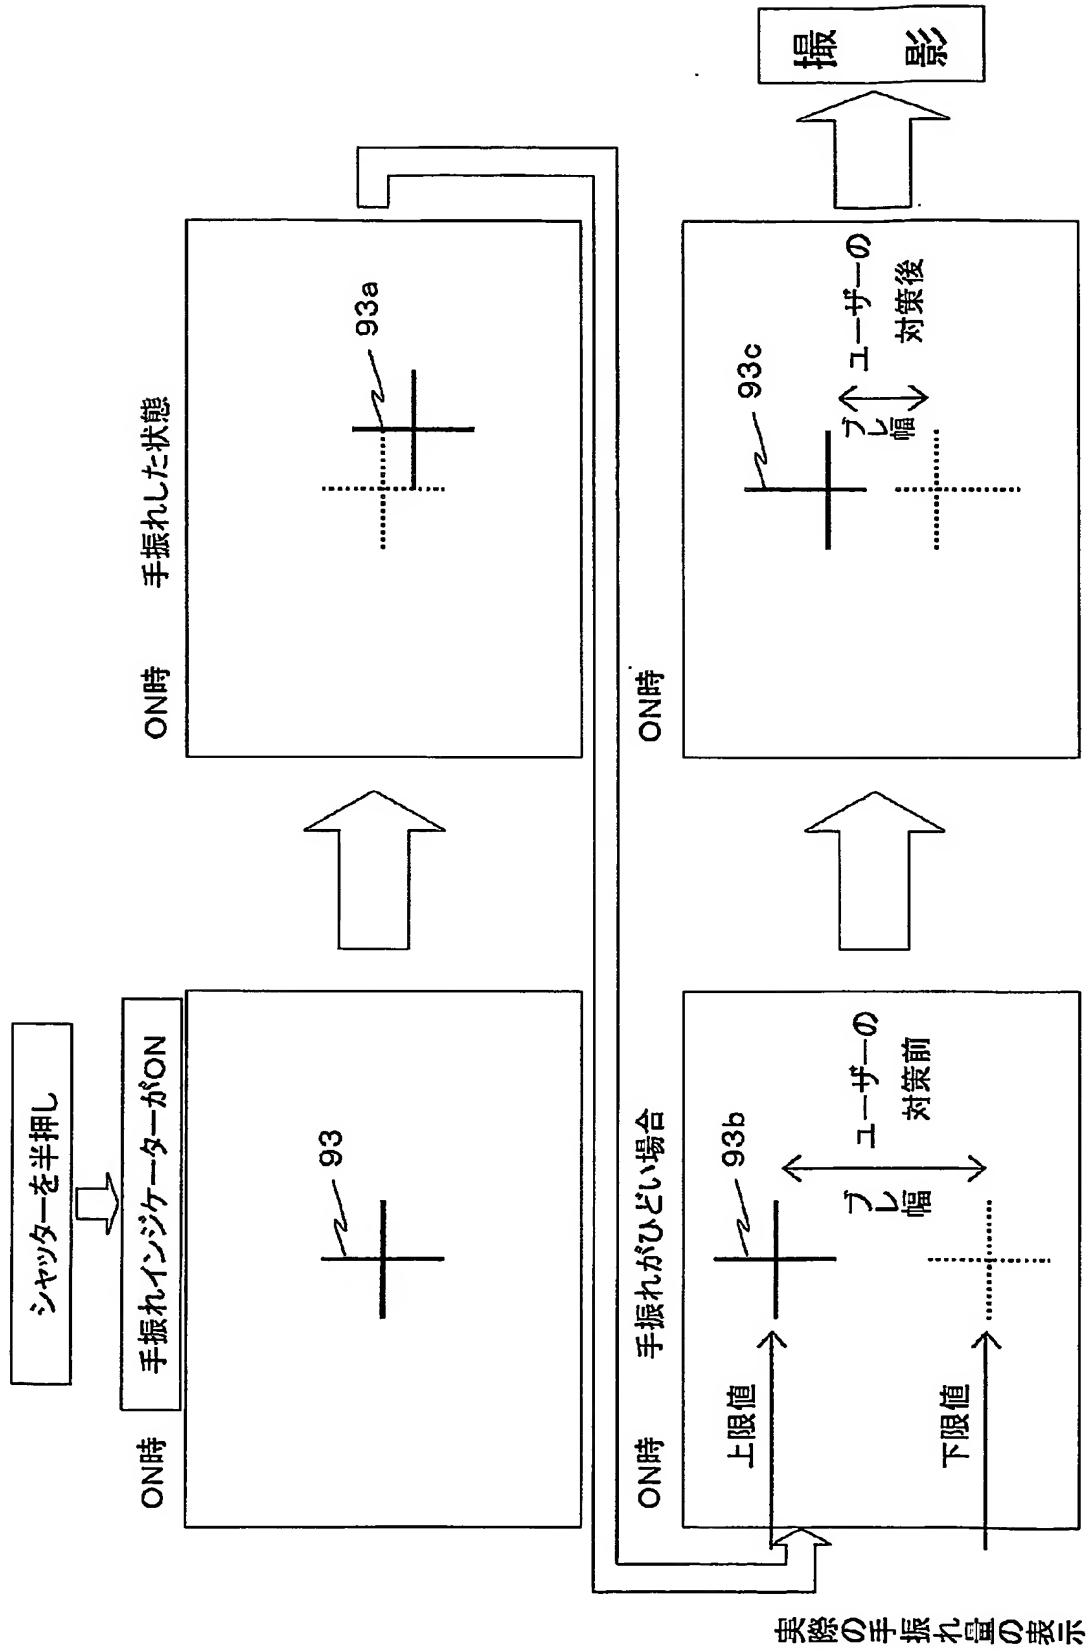 シャッターを半押し
手振れインジケーターがON
ON時
93
ON時 手振れした状態
93a
ON時 手振れがひどい場合
上限値
下限値
93b
ブレ幅
ユーザーの
対策前
ON時
93c
ブレ幅
ユーザーの
対策後
撮影
実際の手振れ量の表示